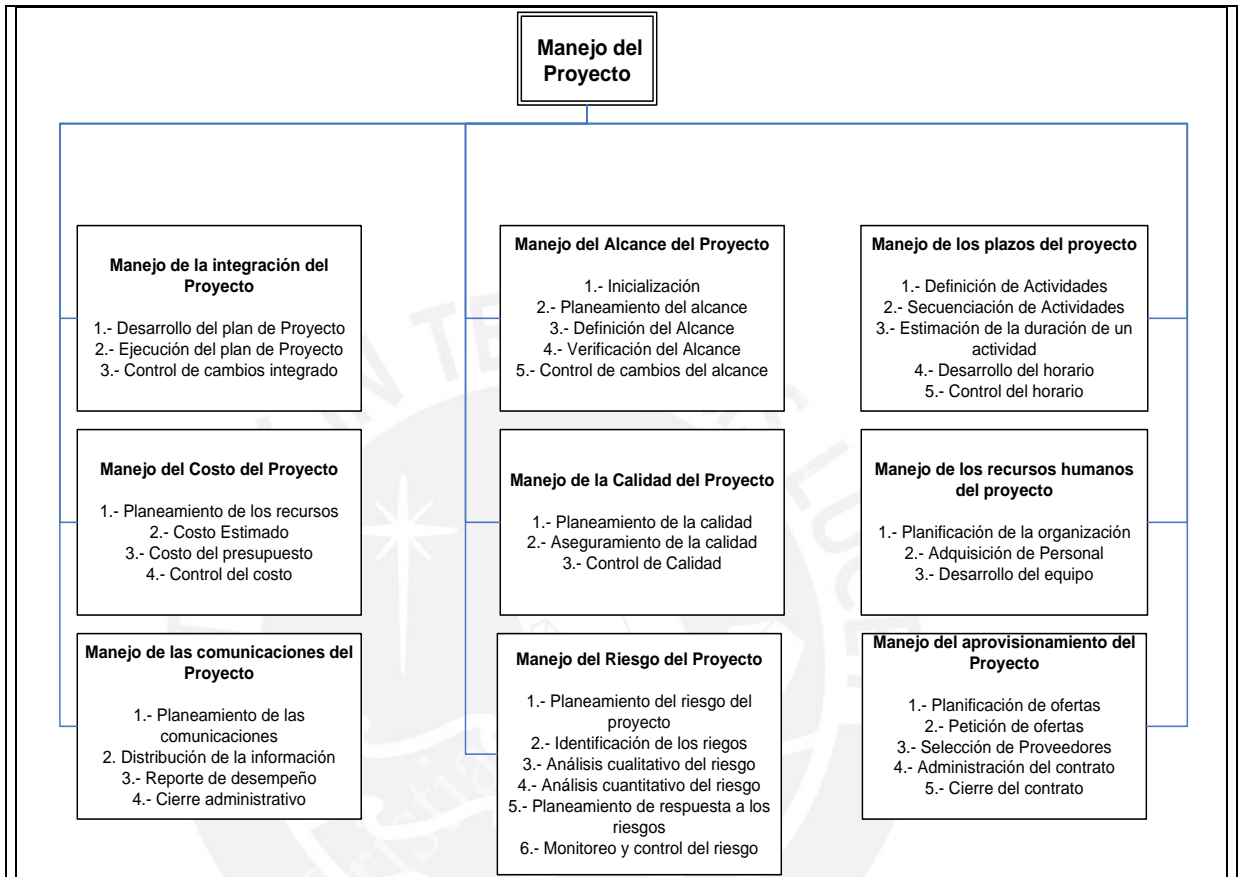 Manejo del
Proyecto
Manejo de la integración del
Proyecto
1.- Desarrollo del plan de Proyecto
2.- Ejecución del plan de Proyecto
3.- Control de cambios integrado
Manejo del Alcance del Proyecto
1.- Inicialización
2.- Planeamiento del alcance
3.- Definición del Alcance
4.- Verificación del Alcance
5.- Control de cambios del alcance
Manejo de los plazos del proyecto
1.- Definición de Actividades
2.- Secuenciación de Actividades
3.- Estimación de la duración de un
actividad
4.- Desarrollo del horario
5.- Control del horario
Manejo del Costo del Proyecto
1.- Planeamiento de los recursos
2.- Costo Estimado
3.- Costo del presupuesto
4.- Control del costo
Manejo de la Calidad del Proyecto
1.- Planeamiento de la calidad
2.- Aseguramiento de la calidad
3.- Control de Calidad
Manejo de los recursos humanos
del proyecto
1.- Planificación de la organización
2.- Adquisición de Personal
3.- Desarrollo del equipo
Manejo de las comunicaciones del
Proyecto
1.- Planeamiento de las
comunicaciones
2. Distribución de la información
3.- Reporte de desempeño
4.- Cierre administrativo
Manejo del Riesgo del Proyecto
1.- Planeamiento del riesgo del
proyecto
2.- Identificación de los riegos
3.- Análisis cualitativo del riesgo
4.- Análisis cuantitativo del riesgo
5.- Planeamiento de respuesta a los
riesgos
6.- Monitoreo y control del riesgo
Manejo del aprovisionamiento del
Proyecto
1.- Planificación de ofertas
2.- Petición de ofertas
3.- Selección de Proveedores
4.- Administración del contrato
5.- Cierre del contrato